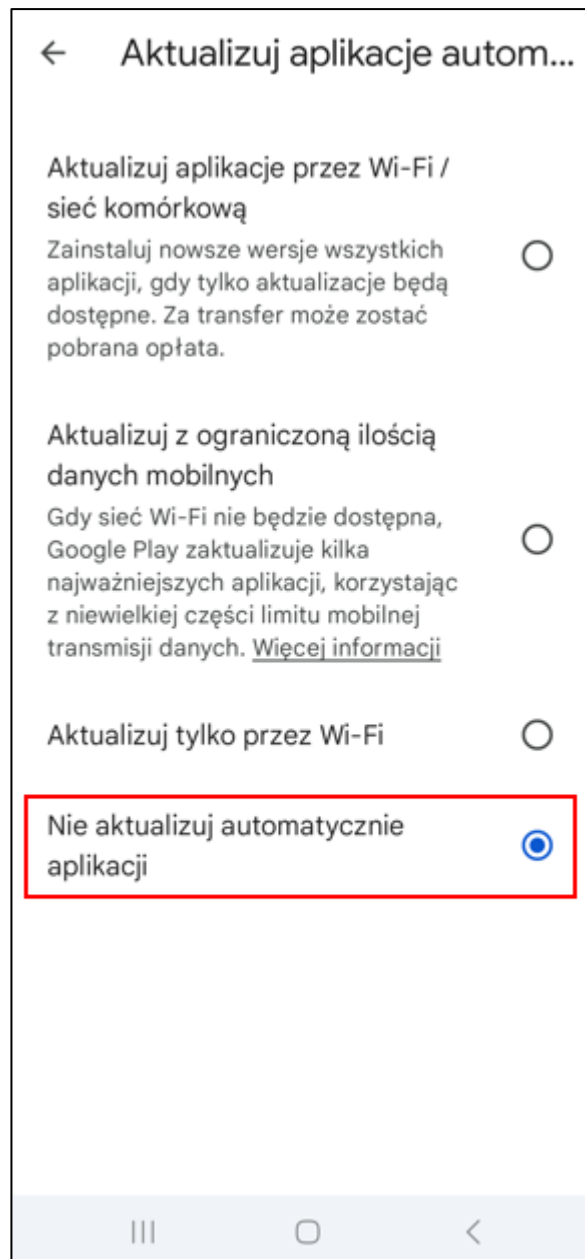 Aktualizuj aplikacje autom...
Aktualizuj aplikacje przez Wi-Fi /
sieć komórkową
Zainstaluj nowsze wersje wszystkich
aplikacji, gdy tylko aktualizacje będą
dostępne. Za transfer może zostać
pobrana opłata.
Aktualizuj z ograniczoną ilością
danych mobilnych
Gdy sieć Wi-Fi nie będzie dostępna,
Google Play zaktualizuje kilka
najważniejszych aplikacji, korzystając
z niewielkiej części limitu mobilnej
transmisji danych. Więcej informacji
Aktualizuj tylko przez Wi-Fi
Nie aktualizuj automatycznie
aplikacji